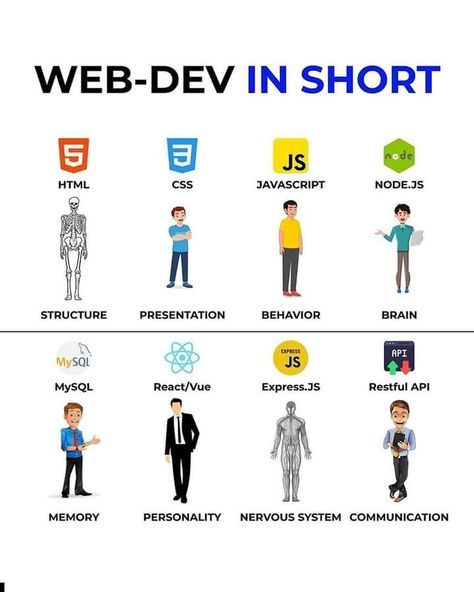 WEB-DEV IN SHORT
5
3
JS
node
HTML
CSS
JAVASCRIPT
NODE.JS
STRUCTURE
PRESENTATION
BEHAVIOR
BRAIN
MySQL
EXPRESS
JS
API
MySQL
React/Vue
Express.JS
Restful API
MEMORY
PERSONALITY
NERVOUS SYSTEM
COMMUNICATION